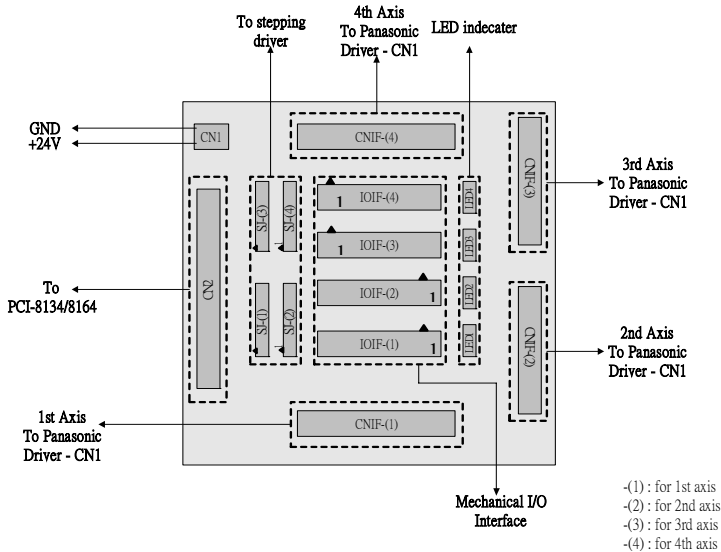 To stepping
driver
4th Axis
To Panasonic
Driver - CN1
LED indecater
GND
+24V
CN1
CNIF-(4)
CNIF-(3)
3rd Axis
To Panasonic
Driver - CN1
SJ-(3)
SJ-(4)
1
1
IOIF-(4)
LED4
1
IOIF-(3)
LED3
To
PCI-8134/8164
CN2
IOIF-(2)
1
LED2
SJ-(1)
SJ-(2)
1
IOIF-(1)
1
LED1
CNIF-(2)
2nd Axis
To Panasonic
Driver - CN1
1st Axis
To Panasonic
Driver - CN1
CNIF-(1)
Mechanical I/O
Interface
-(1) : for 1st axis
-(2) : for 2nd axis
-(3) : for 3rd axis
-(4) : for 4th axis